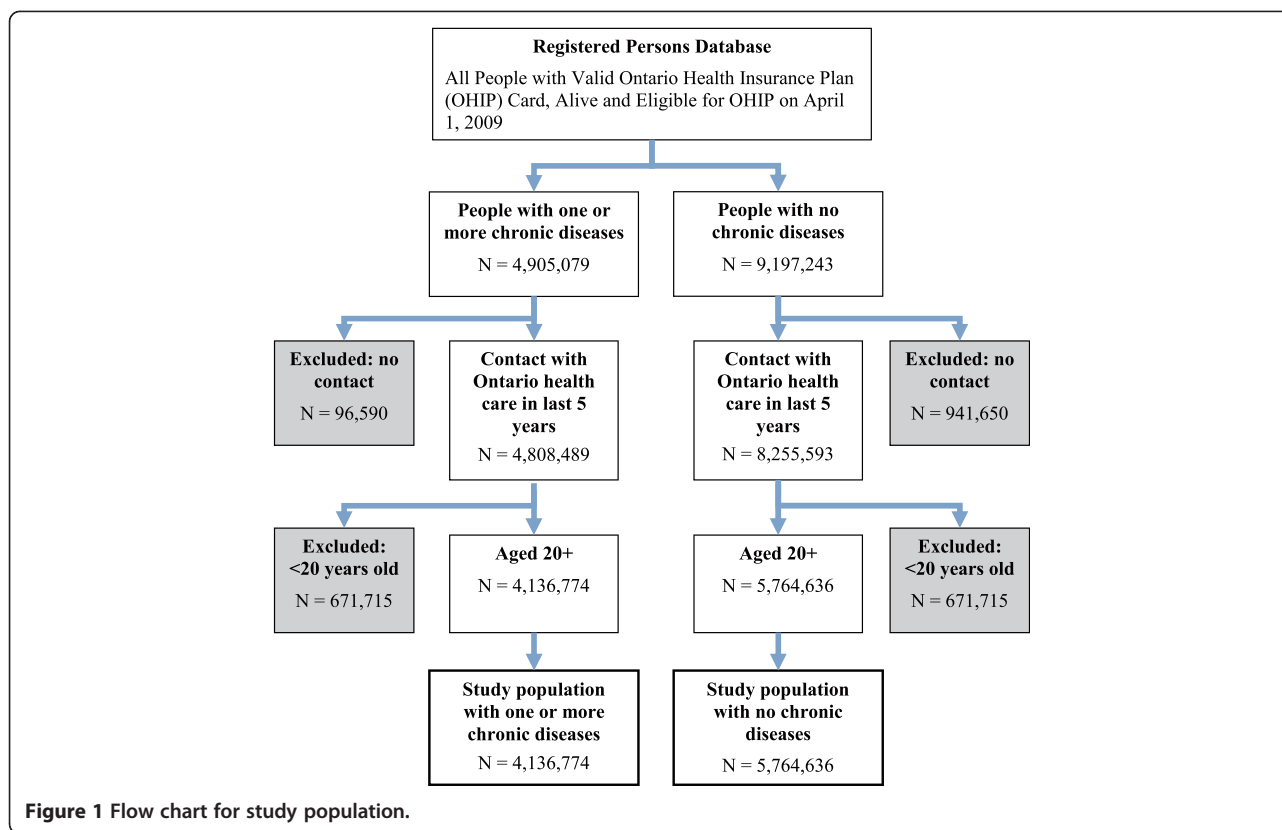 Registered Persons Database
All People with Valid Ontario Health Insurance Plan
(OHIP) Card, Alive and Eligible for OHIP on April
1, 2009
People with one or
more chronic diseases
N = 4,905,079
People with no
chronic diseases
N = 9,197,243
Excluded: no
contact
N = 96,590
Contact with
Ontario health
care in last 5
years
N = 4,808,489
Contact with
Ontario health
care in last 5
years
N = 8,255,593
Excluded: no
contact
N = 941,650
Excluded:
<20 years old
N = 671,715
Aged 20+
N = 4,136,774
Aged 20+
N = 5,764,636
Excluded:
<20 years old
N = 671,715
Study population
with one or more
chronic diseases
N = 4,136,774
Study population
with no chronic
diseases
N = 5,764,636
Figure 1 Flow chart for study population.